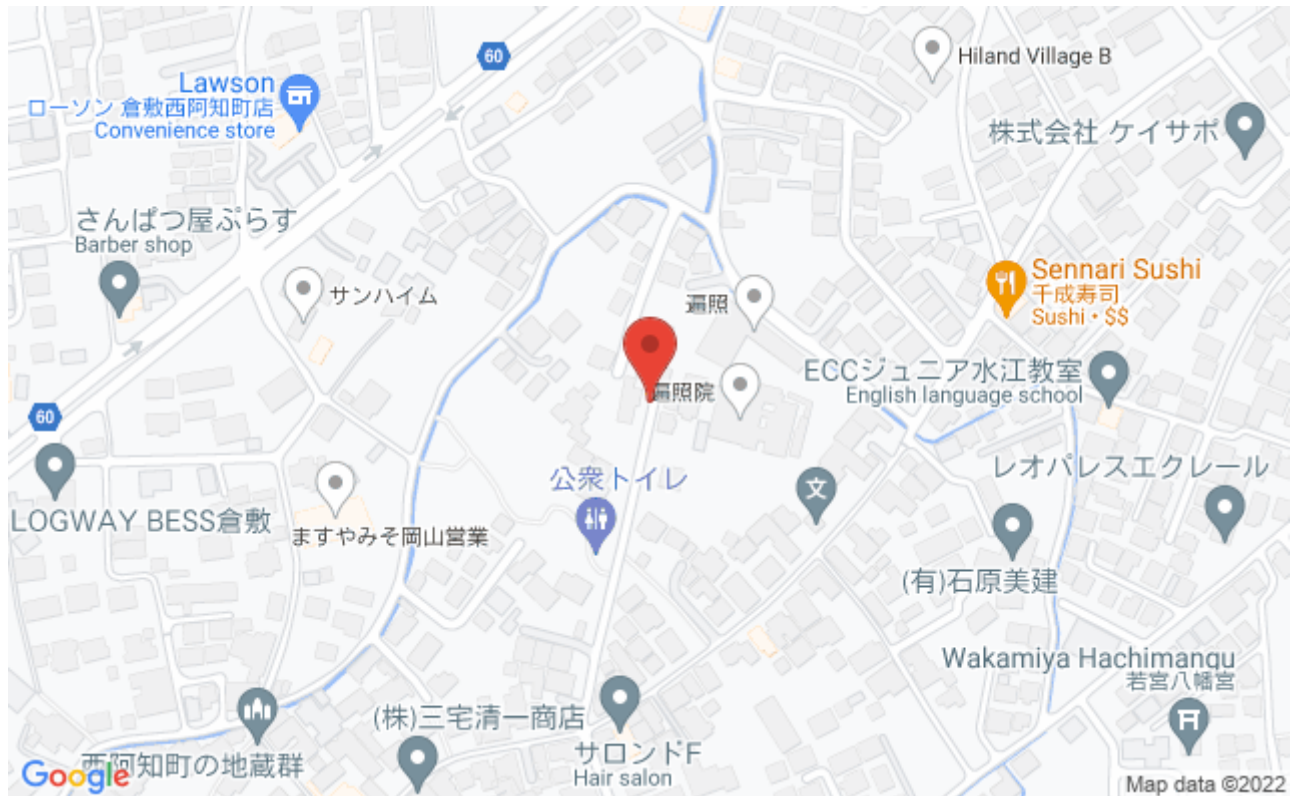 60
Hiland Village B
Lawson
ローソン 倉敷西阿知町店
Convenience store
株式会社 ケイサポ
さんぱつ屋ぷらす
Barber shop
サンハイム
遍照
Sennari Sushi
千成寿司
Sushi • $$
遍照院
ECCジュニア水江教室
English language school
60
公衆トイレ
文
レオパレスエクレール
LOGWAY BESS倉敷
ますやみそ岡山営業
(有)石原美建
Wakamiya Hachimangu
若宮八幡宮
(株)三宅清一商店
サロンドF
Hair salon
西阿知町の地蔵群
Google
Map data ©2022